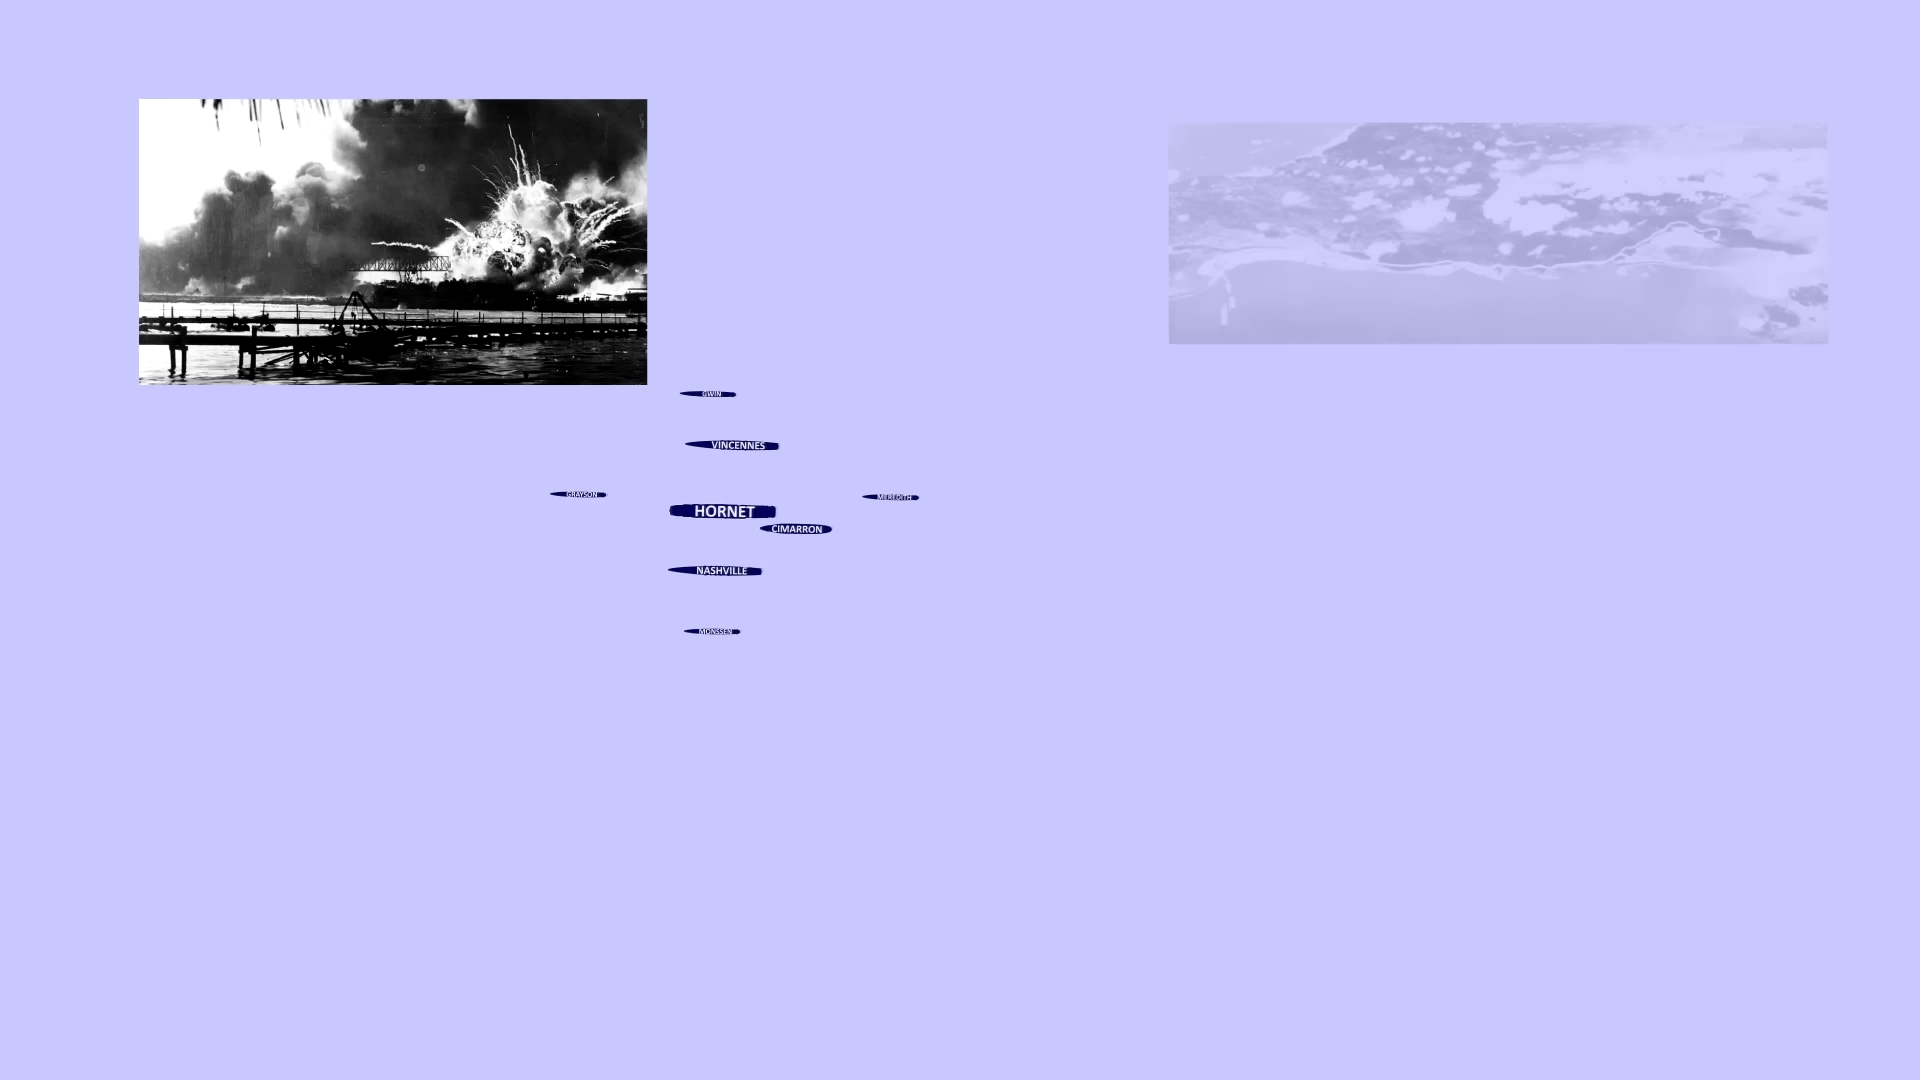 GWIN
VINCENNES
GRAYSON
MEREDITH
HORNET
CIMARRON
NASHVILLE
MONSSEN